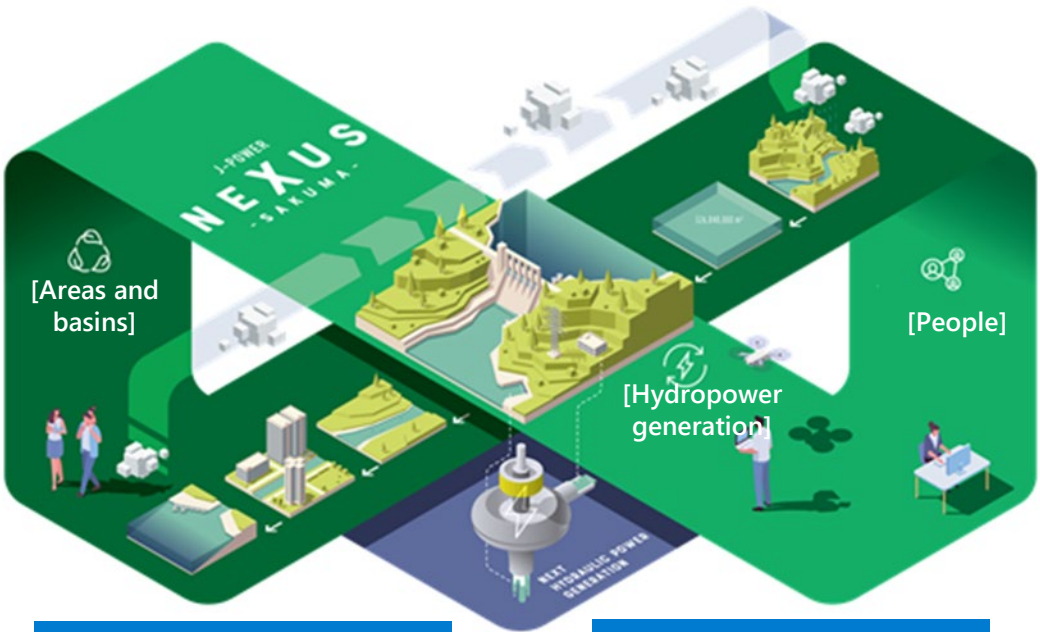 J-POWER
NEXUS
-SAKUMA-
[Areas and
basins]
[People]
[Hydropower
generation]
NEXT
HYDRAULIC POWER
GENERATION